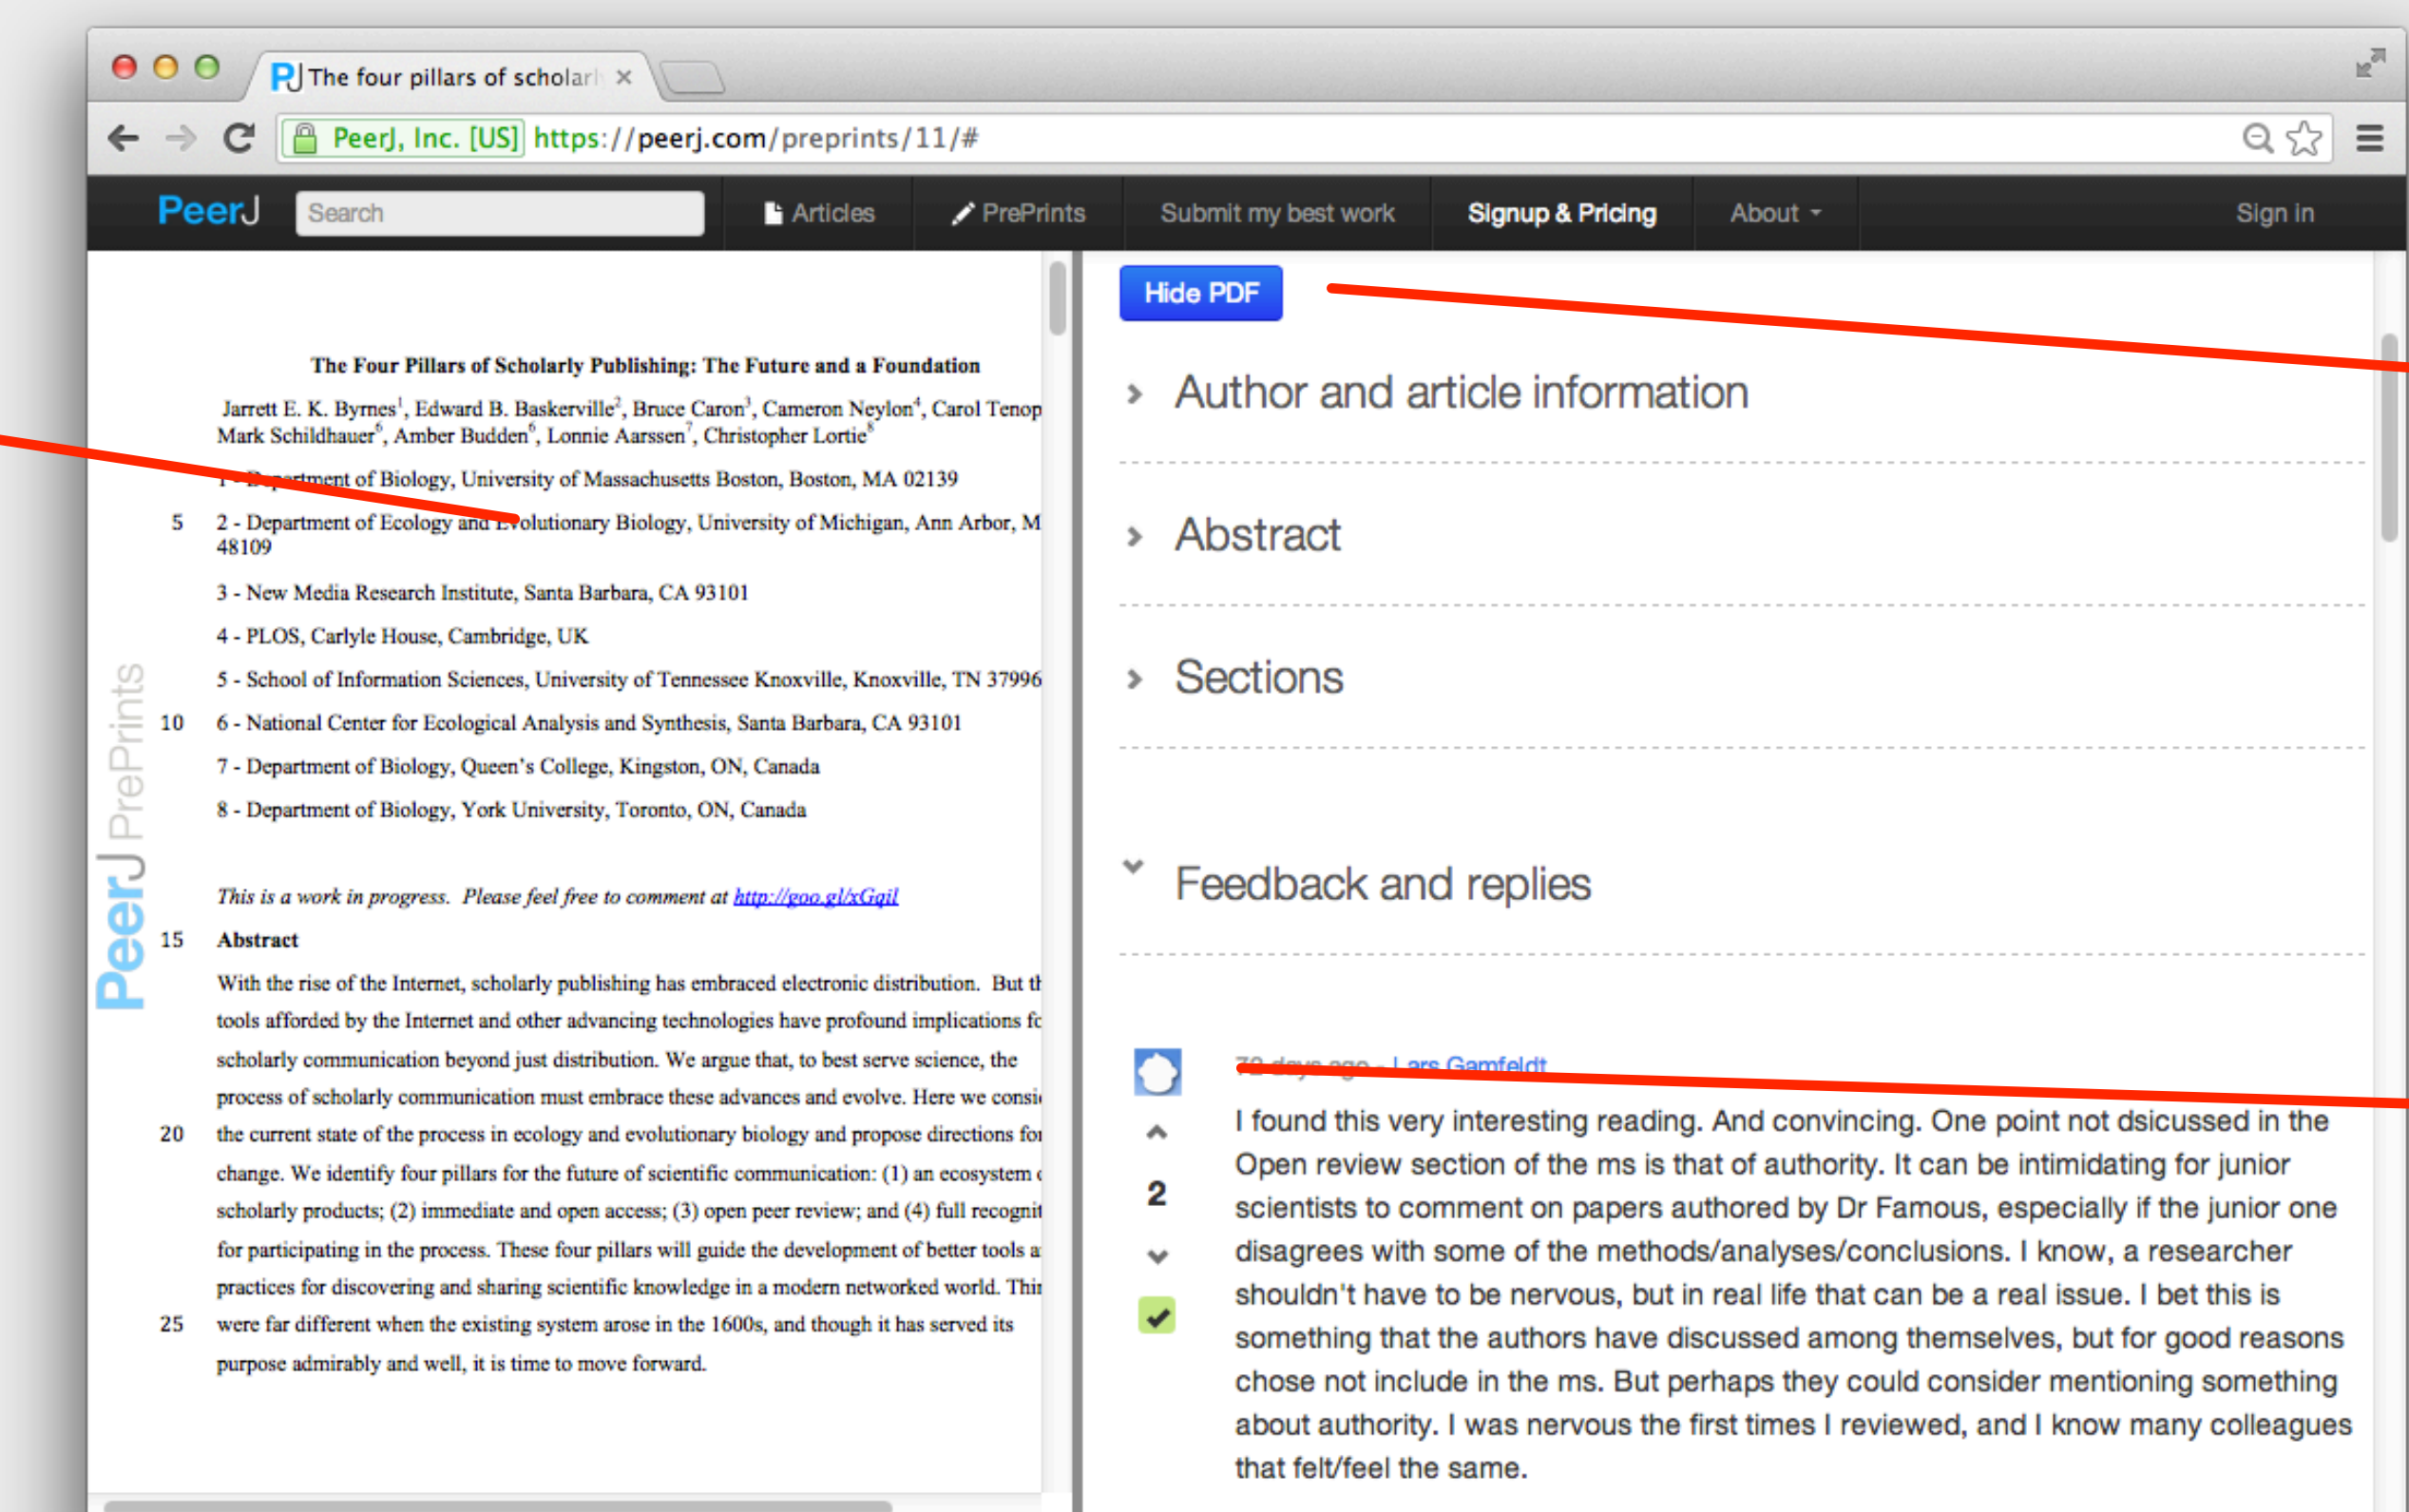 The four pillars of scholarl
PeerJ, Inc. [US] https://peerj.com/preprints/11/#
PeerJ
Search
Articles
PrePrints
Submit my best work
Signup & Pricing
About
Sign in
The Four Pillars of Scholarly Publishing: The Future and a Foundation
Jarrett E. K. Byrnes1, Edward B. Baskerville2, Bruce Caron3, Cameron Neylon4, Carol Tenop
Mark Schildhauer6, Amber Budden6, Lonnie Aarssen7, Christopher Lortie8
1 - Department of Biology, University of Massachusetts Boston, Boston, MA 02139
5 2 - Department of Ecology and Evolutionary Biology, University of Michigan, Ann Arbor, M
48109
3 - New Media Research Institute, Santa Barbara, CA 93101
4 - PLOS, Carlyle House, Cambridge, UK
5 - School of Information Sciences, University of Tennessee Knoxville, Knoxville, TN 37996
10 6 - National Center for Ecological Analysis and Synthesis, Santa Barbara, CA 93101
7 - Department of Biology, Queen's College, Kingston, ON, Canada
8 - Department of Biology, York University, Toronto, ON, Canada
This is a work in progress. Please feel free to comment at http://goo.gl/xGqil
15 Abstract
With the rise of the Internet, scholarly publishing has embraced electronic distribution. But th
tools afforded by the Internet and other advancing technologies have profound implications fo
scholarly communication beyond just distribution. We argue that, to best serve science, the
process of scholarly communication must embrace these advances and evolve. Here we consi
20 the current state of the process in ecology and evolutionary biology and propose directions for
change. We identify four pillars for the future of scientific communication: (1) an ecosystem o
scholarly products; (2) immediate and open access; (3) open peer review; and (4) full recognit
for participating in the process. These four pillars will guide the development of better tools a
practices for discovering and sharing scientific knowledge in a modern networked world. Thi
25 were far different when the existing system arose in the 1600s, and though it has served its
purpose admirably and well, it is time to move forward.
PeerJ PrePrints
Hide PDF
Author and article information
Abstract
Sections
Feedback and replies
72 days ago - Lars Gamfeldt
2
I found this very interesting reading. And convincing. One point not dsicussed in the
Open review section of the ms is that of authority. It can be intimidating for junior
scientists to comment on papers authored by Dr Famous, especially if the junior one
disagrees with some of the methods/analyses/conclusions. I know, a researcher
shouldn't have to be nervous, but in real life that can be a real issue. I bet this is
something that the authors have discussed among themselves, but for good reasons
chose not include in the ms. But perhaps they could consider mentioning something
about authority. I was nervous the first times I reviewed, and I know many colleagues
that felt/feel the same.